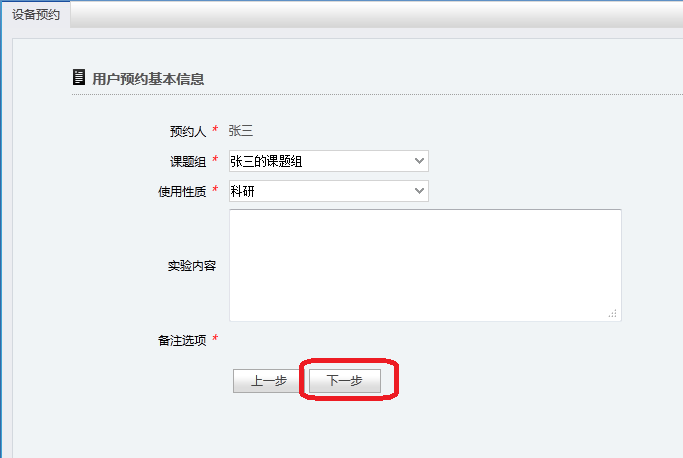 设备预约
用户预约基本信息
预约人 * 张三
课题组 * 张三的课题组
使用性质 * 科研
实验内容
备注选项 *
上一步 下一步